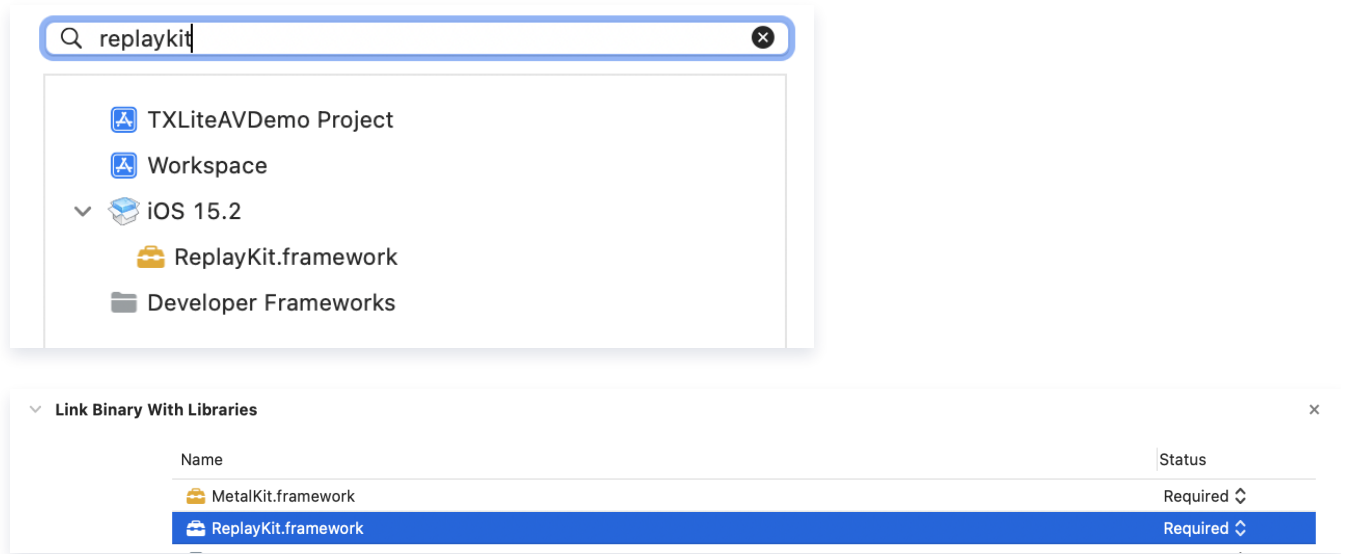 replaykit
TXLiteAVDemo Project
Workspace
iOS 15.2
ReplayKit.framework
Developer Frameworks
Link Binary With Libraries
Name Status
MetalKit.framework Required
ReplayKit.framework Required